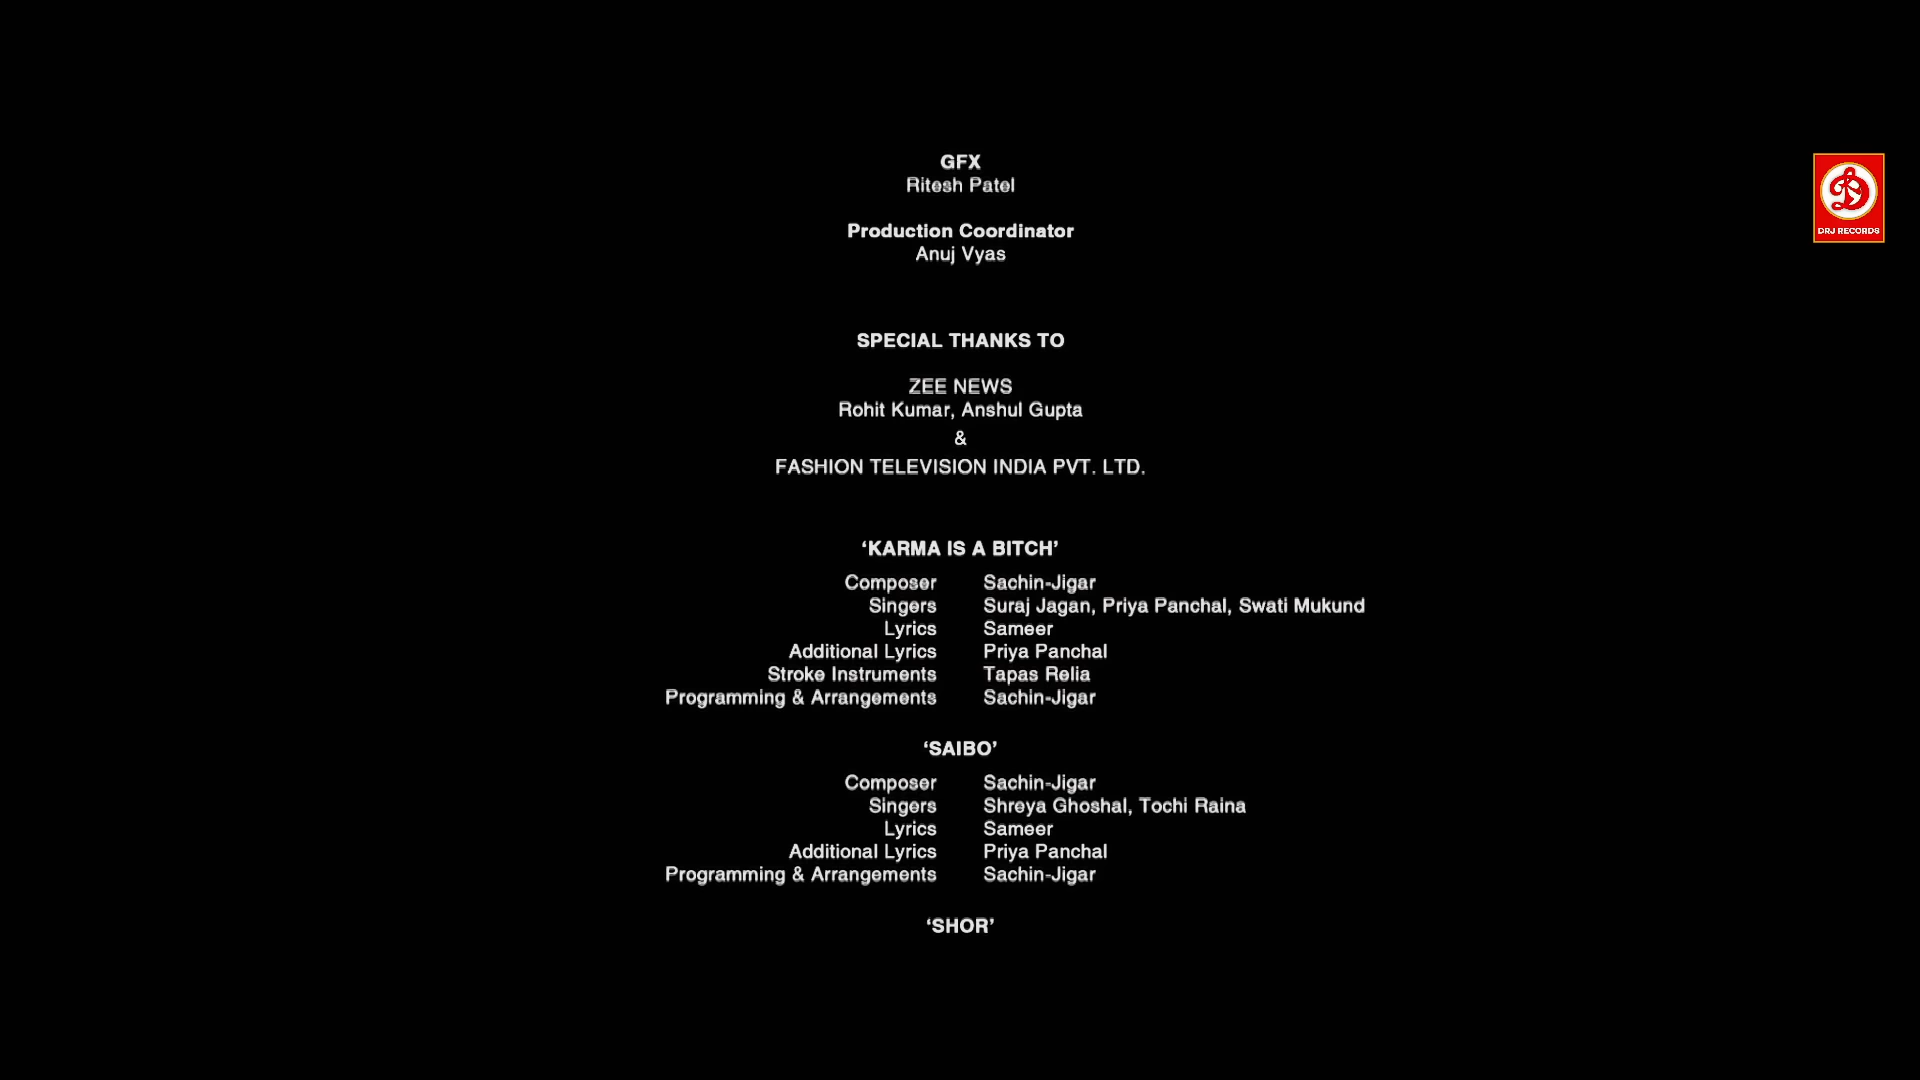 GFX
Ritesh Patel
Production Coordinator
Anuj Vyas
SPECIAL THANKS TO
ZEE NEWS
Rohit Kumar, Anshul Gupta
&
FASHION TELEVISION INDIA PVT. LTD.
‘KARMA IS A BITCH’
Composer Sachin-Jigar
Singers Suraj Jagan, Priya Panchal, Swati Mukund
Lyrics Sameer
Additional Lyrics Priya Panchal
Stroke Instruments Tapas Relia
Programming & Arrangements Sachin-Jigar
‘SAIBO’
Composer Sachin-Jigar
Singers Shreya Ghoshal, Tochi Raina
Lyrics Sameer
Additional Lyrics Priya Panchal
Programming & Arrangements Sachin-Jigar
‘SHOR’
DRJ RECORDS